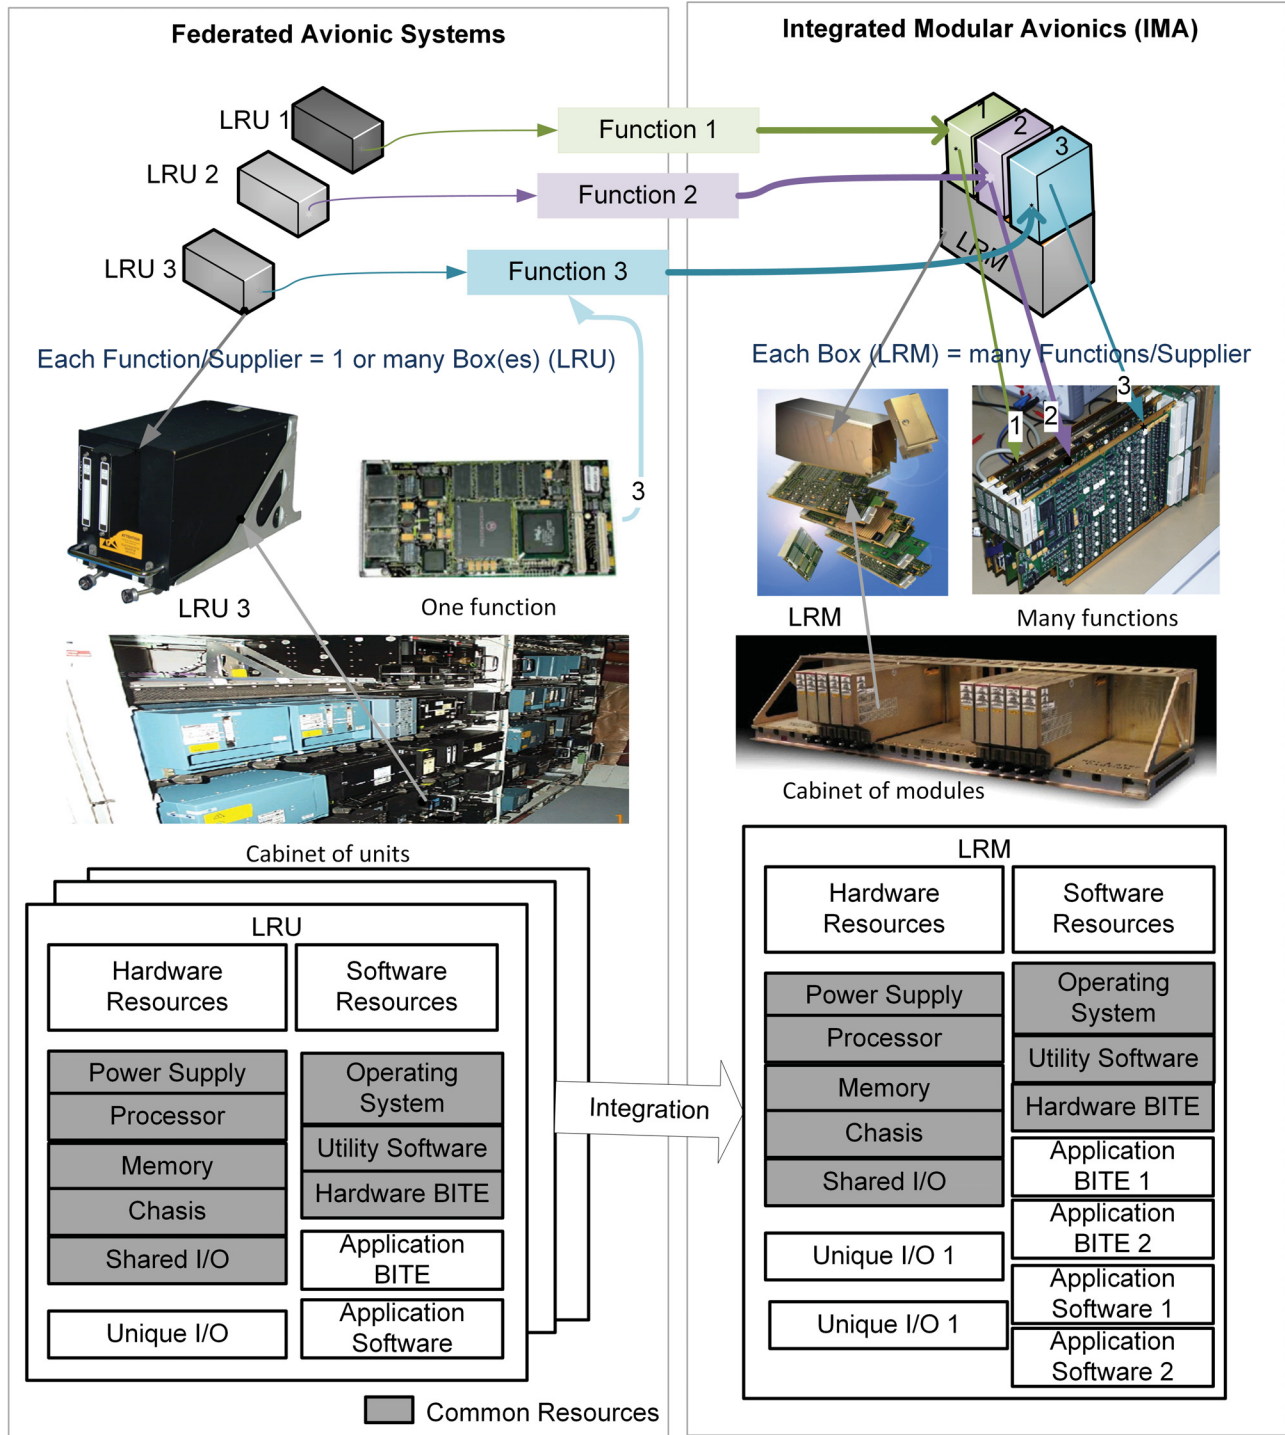 Federated Avionic Systems
LRU 1
Function 1
LRU 2
Function 2
LRU 3
Function 3
Each Function/Supplier = 1 or many Box(es) (LRU)
3
LRU 3
One function
Cabinet of units
LRU
Hardware
Resources
Software
Resources
Power Supply
Processor
Memory
Chasis
Shared I/O
Unique I/O
Operating
System
Utility Software
Hardware BITE
Application
BITE
Application
Software
Common Resources
Integration
Integrated Modular Avionics (IMA)
1
2
3
LRM
Each Box (LRM) = many Functions/Supplier
1
2
3
LRM
Many functions
Cabinet of modules
LRM
Hardware
Resources
Software
Resources
Power Supply
Processor
Memory
Chasis
Shared I/O
Unique I/O 1
Unique I/O 1
Operating
System
Utility Software
Hardware BITE
Application
BITE 1
Application
BITE 2
Application
Software 1
Application
Software 2